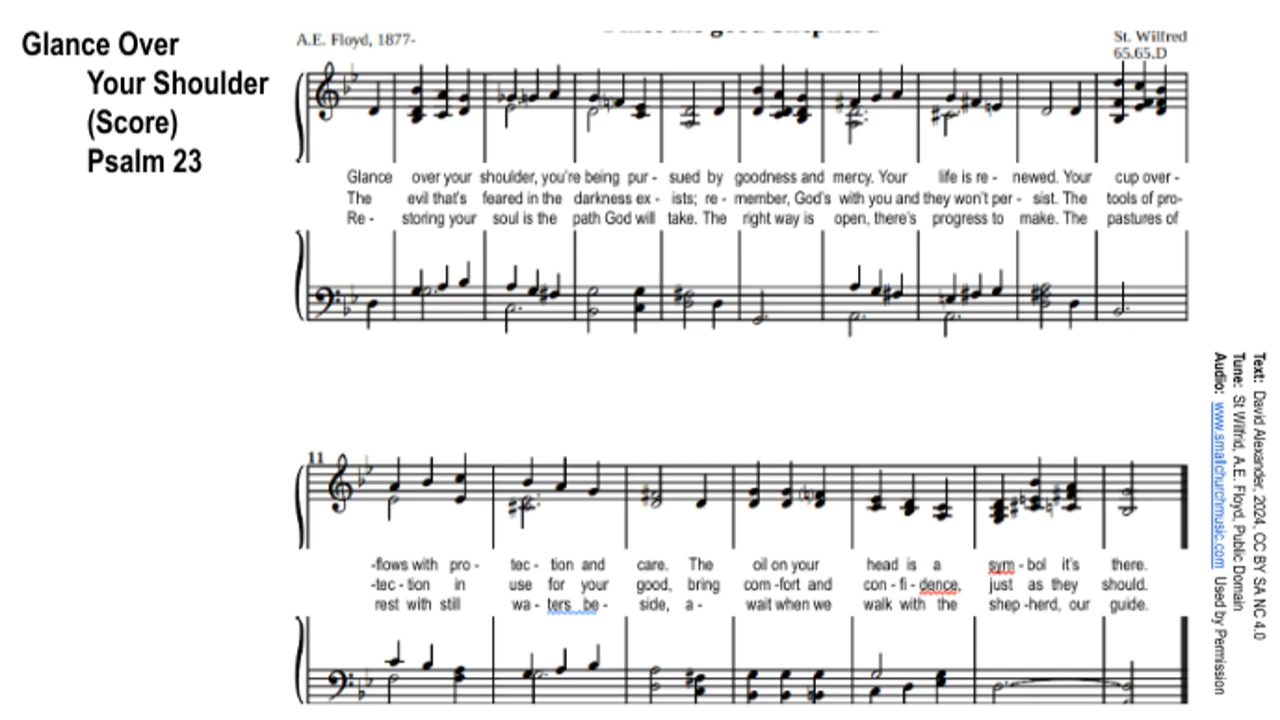 Glance Over
Your Shoulder
(Score)
Psalm 23
A.E. Floyd, 1877-
St. Wilfred
65.65.D
Glance over your shoulder, you're being pur - sued by goodness and mercy. Your life is re - newed. Your cup over -
The evil that's feared in the darkness ex - ists; re - member, God's with you and they won't per - sist. The tools of pro-
Re - storing your soul is the path God will take. The right way is open, there's progress to make. The pastures of
11
-flows with pro - tec - tion and care. The oil on your head is a sym - bol it's there.
-tec - tion in use for your good, bring com -fort and con - fi - dence, just as they should.
rest with still wa - ters be - side, a - wait when we walk with the shep -herd, our guide.
Text: David Alexander, 2024, CC BY SA NC 4.0
Tune: St Wilfrid, A.E. Floyd, Public Domain
Audio: www.smallchurchmusic.com Used by Permission